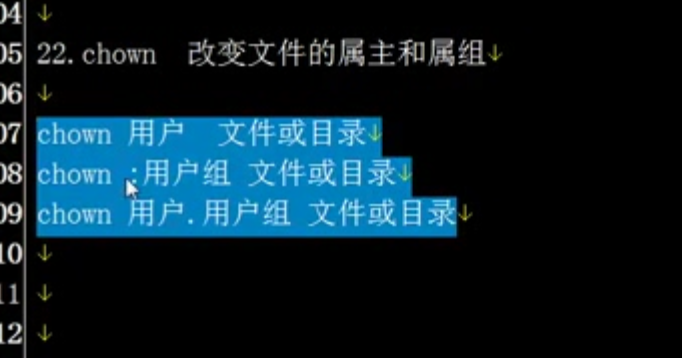 04 ↓
05 22.chown  改变文件的属主和属组↓
06 ↓
07 chown 用户  文件或目录↓
08 chown :用户组 文件或目录↓
09 chown 用户.用户组 文件或目录↓
10 ↓
11 ↓
12 ↓